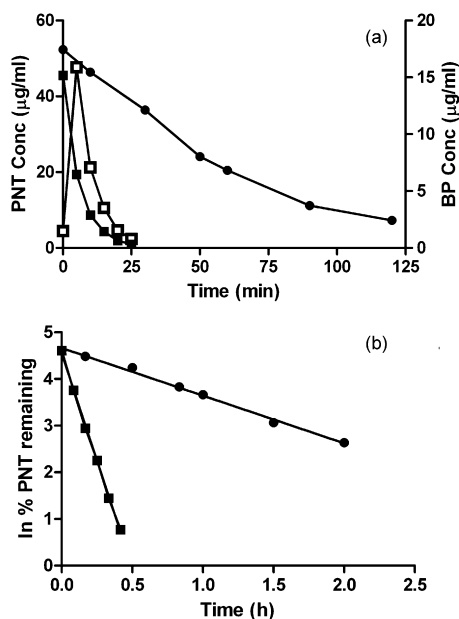 (a)
PNT Conc (µg/ml)
60
40
20
0
BP Conc (µg/ml)
20
15
10
5
0
0 25 50 75 100 125
Time (min)
(b)
ln % PNT remaining
5
4
3
2
1
0
0.0 0.5 1.0 1.5 2.0 2.5
Time (h)